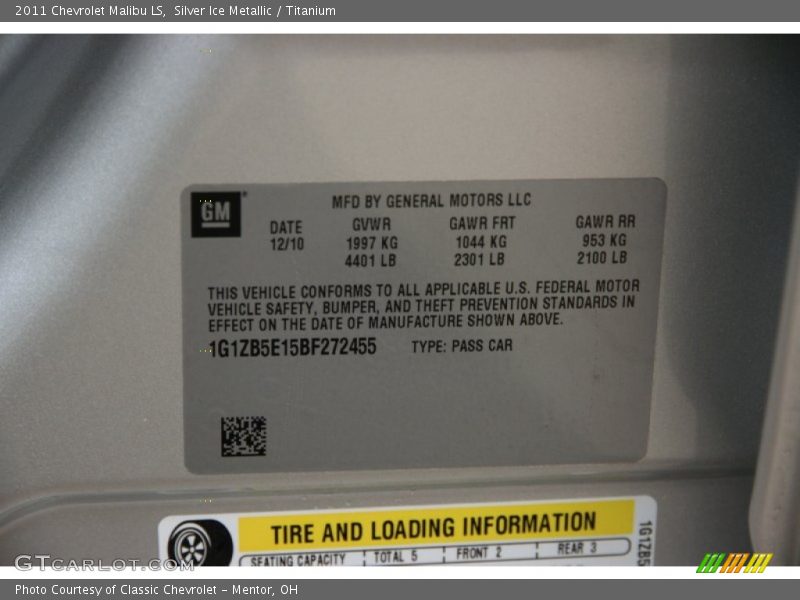 2011 Chevrolet Malibu LS, Silver Ice Metallic / Titanium
GM
MFD BY GENERAL MOTORS LLC
DATE GVWR GAWR FRT GAWR RR
12/10 1997 KG 1044 KG 953 KG
4401 LB 2301 LB 2100 LB
THIS VEHICLE CONFORMS TO ALL APPLICABLE U.S. FEDERAL MOTOR
VEHICLE SAFETY, BUMPER, AND THEFT PREVENTION STANDARDS IN
EFFECT ON THE DATE OF MANUFACTURE SHOWN ABOVE.
1G1ZB5E15BF272455 TYPE: PASS CAR
TIRE AND LOADING INFORMATION
SEATING CAPACITY TOTAL 5 FRONT 2 REAR 3
1G1ZB5
GTCARLOT.COM
Photo Courtesy of Classic Chevrolet - Mentor, OH